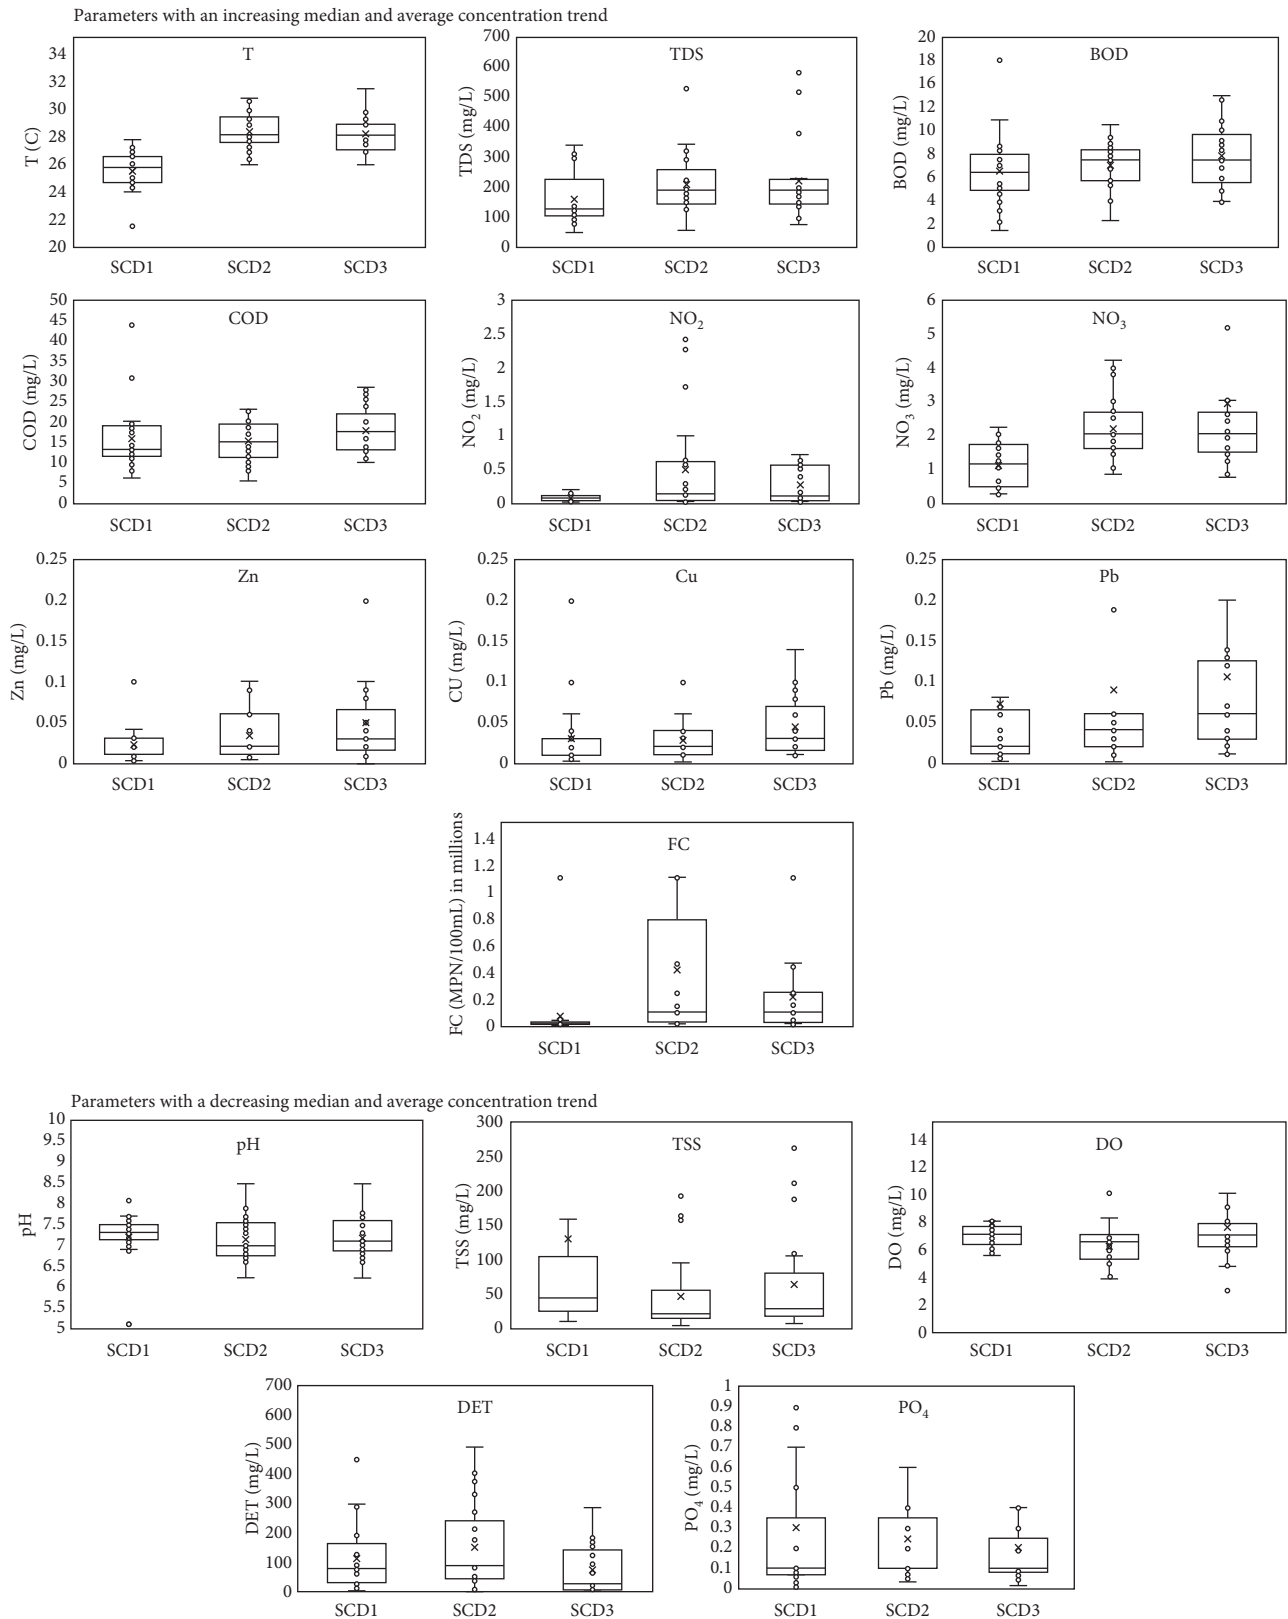 Parameters with an increasing median and average concentration trend
T
T (C)
34
32
30
28
26
24
22
20
SCD1 SCD2 SCD3
TDS
TDS (mg/L)
700
600
500
400
300
200
100
0
SCD1 SCD2 SCD3
BOD
BOD (mg/L)
20
18
16
14
12
10
8
6
4
2
0
SCD1 SCD2 SCD3
COD
COD (mg/L)
50
45
40
35
30
25
20
15
10
5
0
SCD1 SCD2 SCD3
NO2
NO2 (mg/L)
3
2.5
2
1.5
1
0.5
0
SCD1 SCD2 SCD3
NO3
NO3 (mg/L)
6
5
4
3
2
1
0
SCD1 SCD2 SCD3
Zn
Zn (mg/L)
0.25
0.2
0.15
0.1
0.05
0
SCD1 SCD2 SCD3
Cu
CU (mg/L)
0.25
0.2
0.15
0.1
0.05
0
SCD1 SCD2 SCD3
Pb
Pb (mg/L)
0.25
0.2
0.15
0.1
0.05
0
SCD1 SCD2 SCD3
FC
FC (MPN/100mL) in millions
1.4
1.2
1
0.8
0.6
0.4
0.2
0
SCD1 SCD2 SCD3
Parameters with a decreasing median and average concentration trend
pH
pH
10
9.5
9
8.5
8
7.5
7
6.5
6
5.5
5
SCD1 SCD2 SCD3
TSS
TSS (mg/L)
300
250
200
150
100
50
0
SCD1 SCD2 SCD3
DO
DO (mg/L)
14
12
10
8
6
4
2
0
SCD1 SCD2 SCD3
DET
DET (mg/L)
700
600
500
400
300
200
100
0
SCD1 SCD2 SCD3
PO4
PO4 (mg/L)
1
0.9
0.8
0.7
0.6
0.5
0.4
0.3
0.2
0.1
0
SCD1 SCD2 SCD3